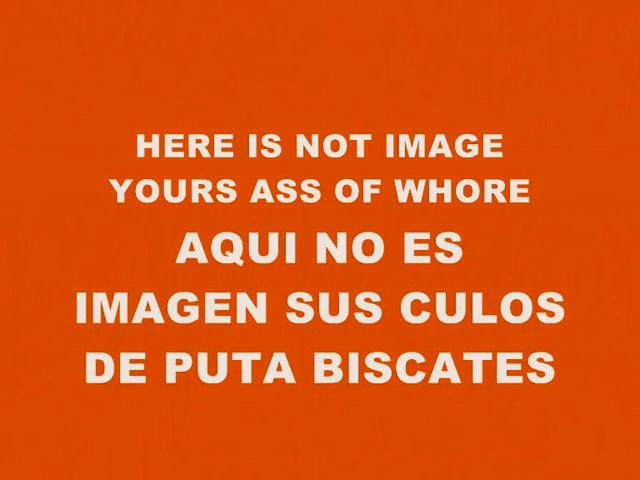 HERE IS NOT IMAGE
YOURS ASS OF WHORE
AQUI NO ES
IMAGEN SUS CULOS
DE PUTA BISCATES